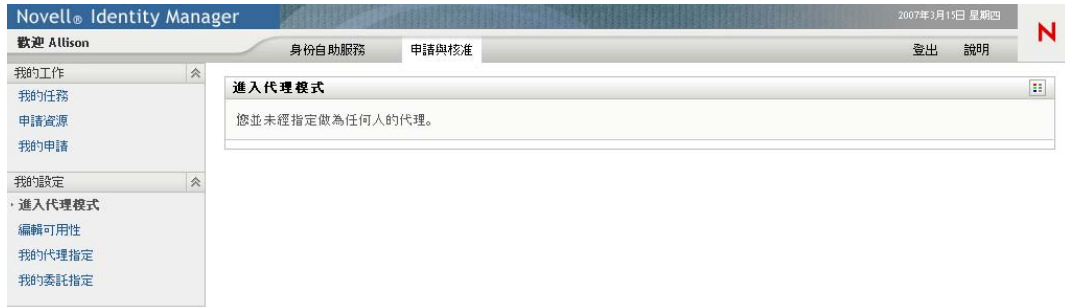 Novell® Identity Manager
2007年3月15日 星期四
歡迎 Allison
身份自助服務
申請與核准
登出
說明
N
我的工作
我的任務
申請資源
我的申請
我的設定
進入代理模式
編輯可用性
我的代理指定
我的委託指定
進入代理模式
您並未經指定做為任何人的代理。